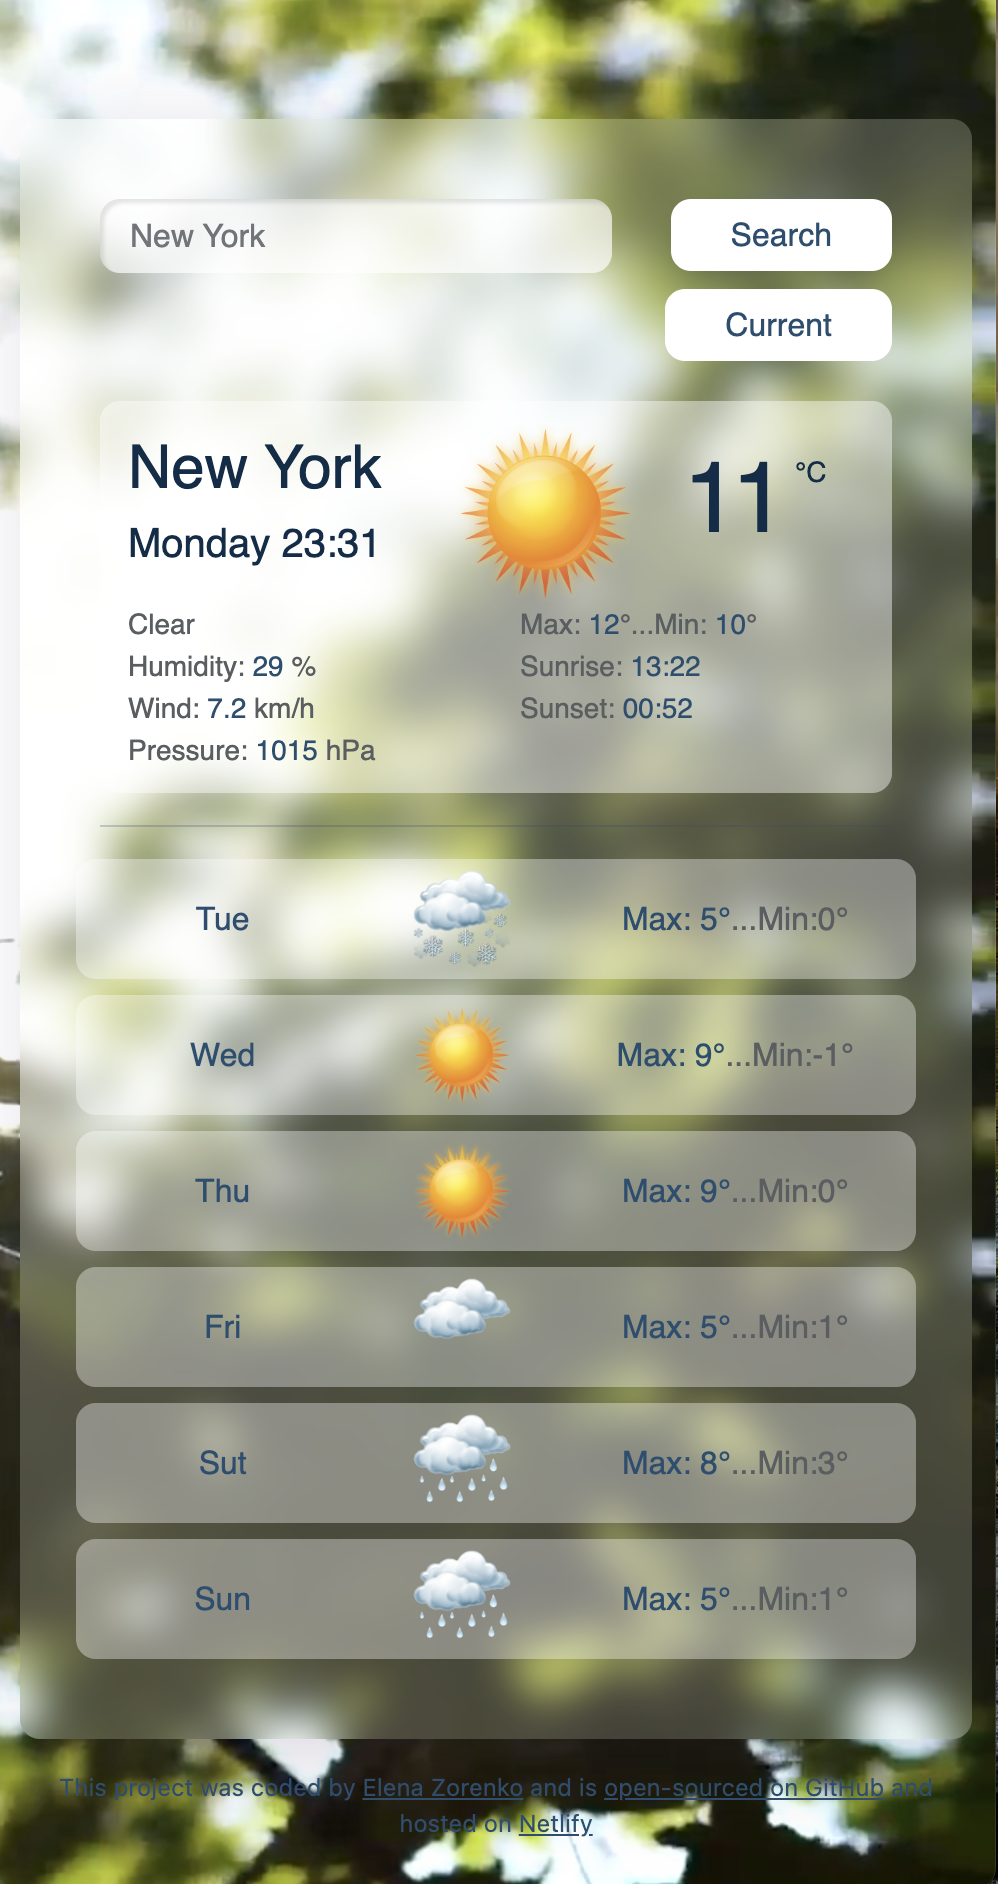 New York
Search
Current
New York
11 °C
Monday 23:31
Clear
Humidity: 29 %
Wind: 7.2 km/h
Pressure: 1015 hPa
Max: 12°...Min: 10°
Sunrise: 13:22
Sunset: 00:52
Tue Max: 5°...Min:0°
Wed Max: 9°...Min:-1°
Thu Max: 9°...Min:0°
Fri Max: 5°...Min:1°
Sut Max: 8°...Min:3°
Sun Max: 5°...Min:1°
This project was coded by Elena Zorenko and is open-sourced on GitHub and
hosted on Netlify